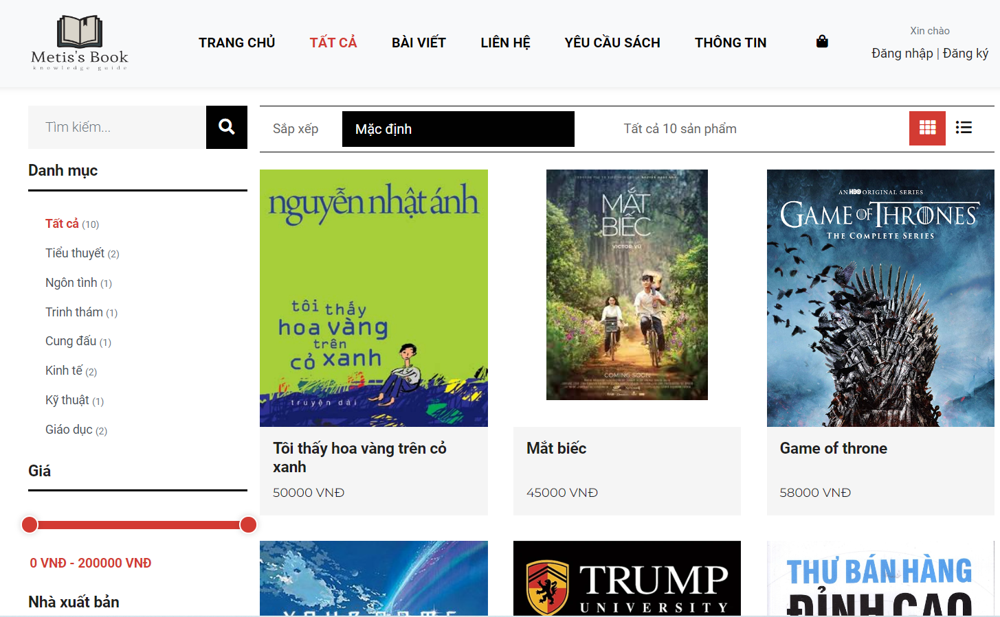 Metis's Book
knowledge guide
TRANG CHỦ
TẤT CẢ
BÀI VIẾT
LIÊN HỆ
YÊU CẦU SÁCH
THÔNG TIN
Xin chào
Đăng nhập | Đăng ký
Tìm kiếm...
Sắp xếp
Mặc định
Tất cả 10 sản phẩm
Danh mục
Tất cả (10)
Tiểu thuyết (2)
Ngôn tình (1)
Trinh thám (1)
Cung đấu (1)
Kinh tế (2)
Kỹ thuật (1)
Giáo dục (2)
Giá
0 VNĐ - 200000 VNĐ
Nhà xuất bản
nguyễn nhật ánh
tôi thấy
hoa vàng
trên
cỏ xanh
truyện dài
Tôi thấy hoa vàng trên cỏ
xanh
50000 VNĐ
MẮT
BIẾC
VICTOR VŨ
COMING SOON
Mắt biếc
45000 VNĐ
AN HBO ORIGINAL SERIES
GAME OF THRONES
THE COMPLETE SERIES
Game of throne
58000 VNĐ
TRUMP
UNIVERSITY
THƯ BÁN HÀNG
ĐỈNH CAO